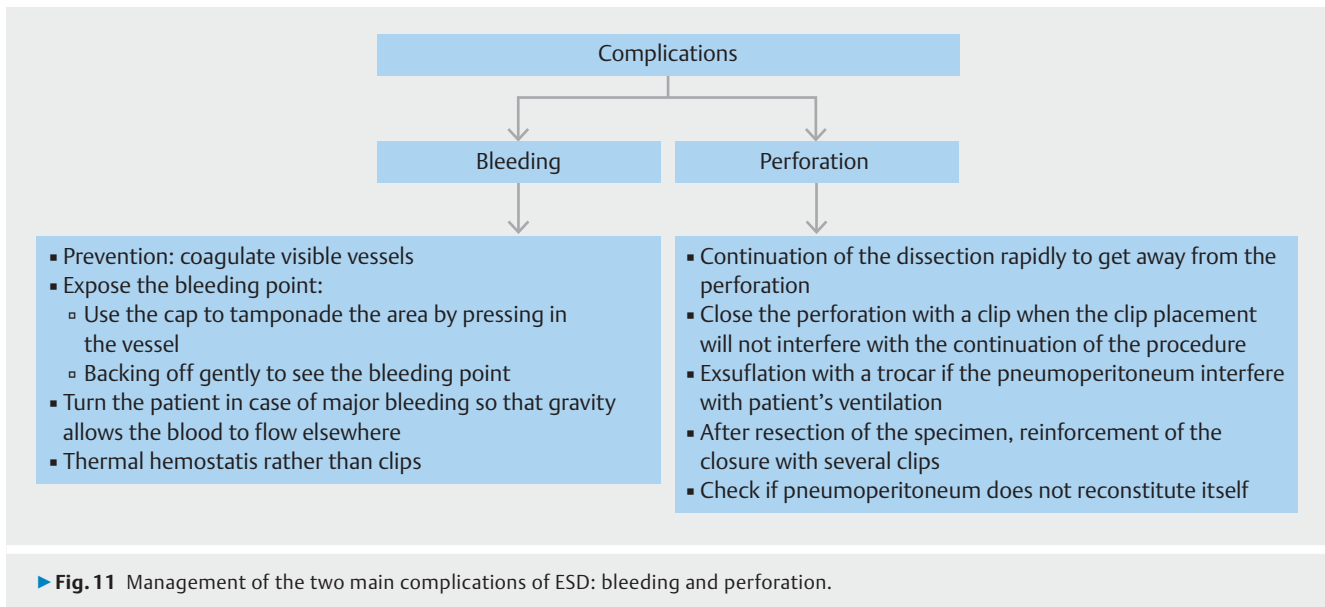 Complications
Bleeding
Perforation
▪ Prevention: coagulate visible vessels
▪ Expose the bleeding point:
▫ Use the cap to tamponade the area by pressing in
the vessel
▫ Backing off gently to see the bleeding point
▪ Turn the patient in case of major bleeding so that gravity
allows the blood to flow elsewhere
▪ Thermal hemostatis rather than clips
▪ Continuation of the dissection rapidly to get away from the
perforation
▪ Close the perforation with a clip when the clip placement
will not interfere with the continuation of the procedure
▪ Exsuflation with a trocar if the pneumoperitoneum interfere
with patient's ventilation
▪ After resection of the specimen, reinforcement of the
closure with several clips
▪ Check if pneumoperitoneum does not reconstitute itself
▶ Fig. 11 Management of the two main complications of ESD: bleeding and perforation.